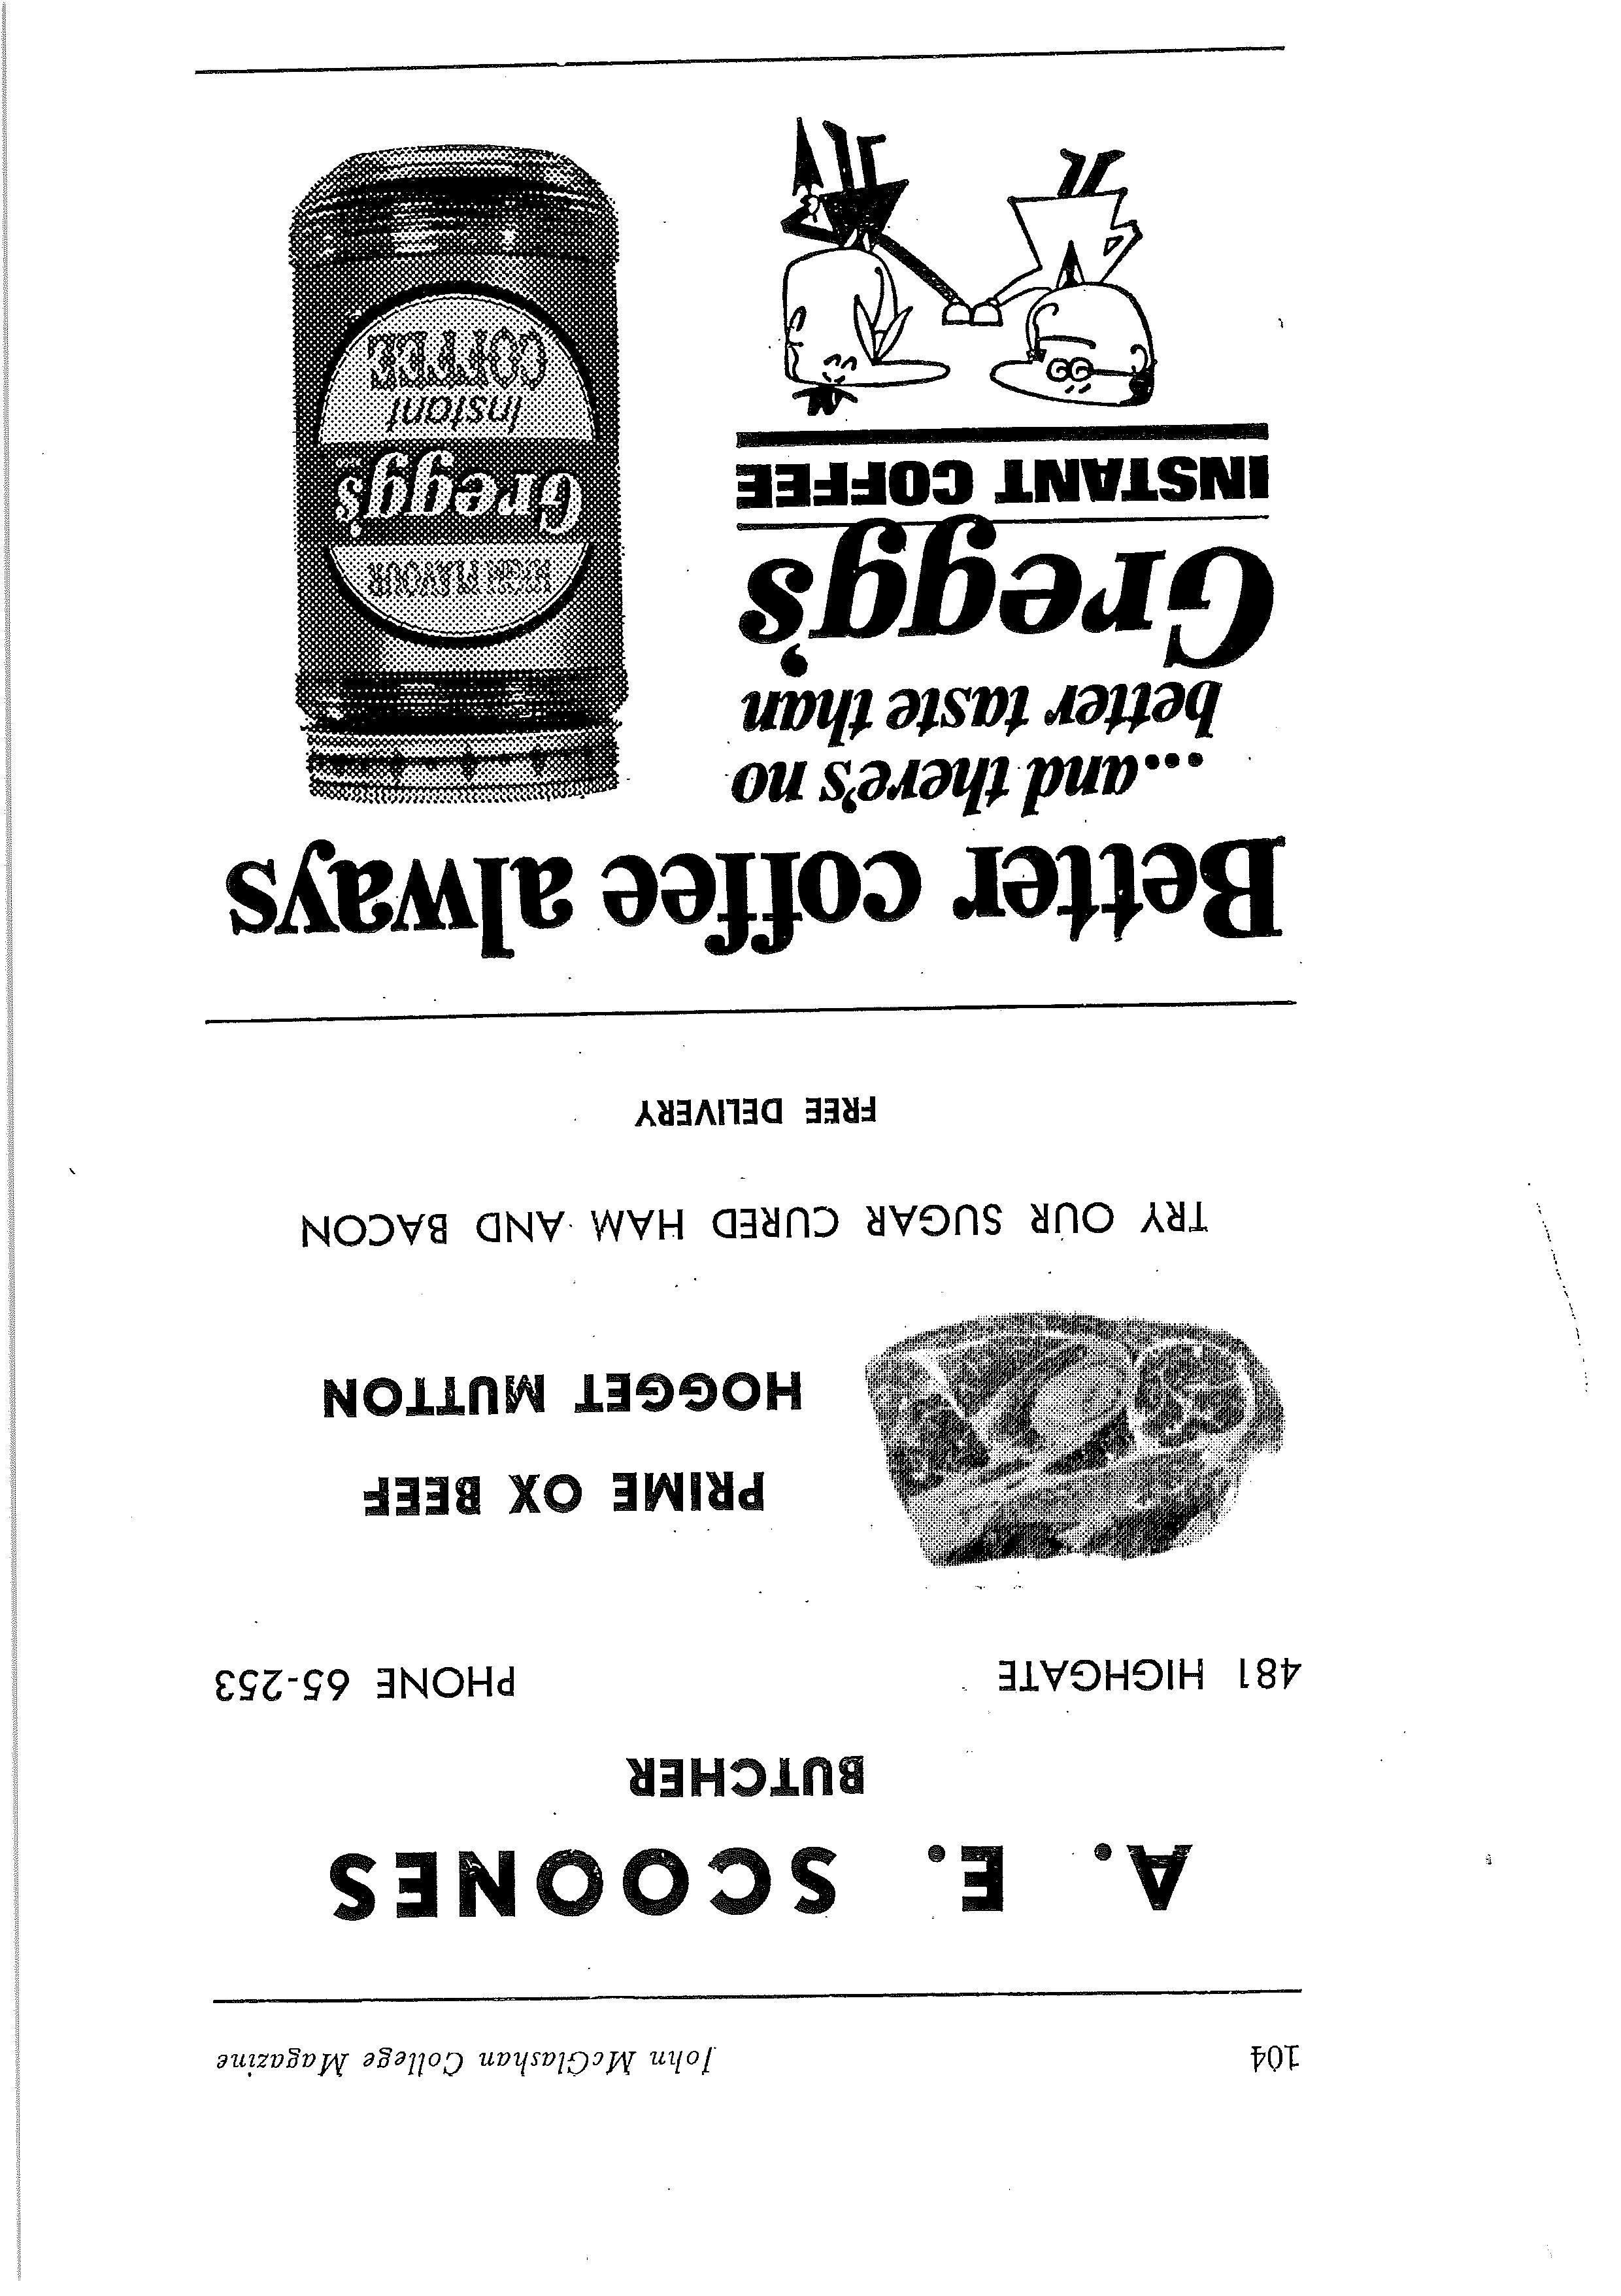 104
John McGlashan College Magazine
A. E. SCOONES
BUTCHER
481 HIGHGATE
PHONE 65-253
PRIME OX BEEF
HOGGET MUTTON
TRY OUR SUGAR CURED HAM AND BACON
FREE DELIVERY
Better coffee always
...and there's no
better taste than
Gregg's
INSTANT COFFEE
RICH FLAVOUR
Gregg's
Instant
COFFEE